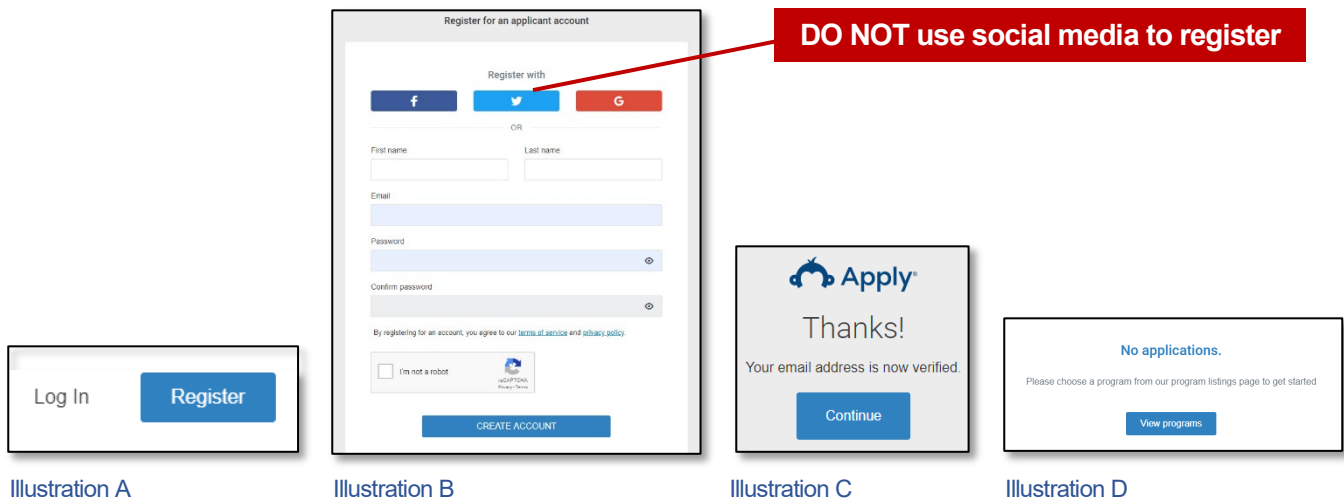 Register for an applicant account
DO NOT use social media to register
Register with
f
G
OR
First name Last name
Email
Password
Confirm password
By registering for an account, you agree to our terms of service and privacy policy.
I'm not a robot
reCAPTCHA
Privacy - Terms
CREATE ACCOUNT
Log In Register
Apply
Thanks!
Your email address is now verified.
Continue
No applications.
Please choose a program from our program listings page to get started
View programs
Illustration A Illustration B Illustration C Illustration D